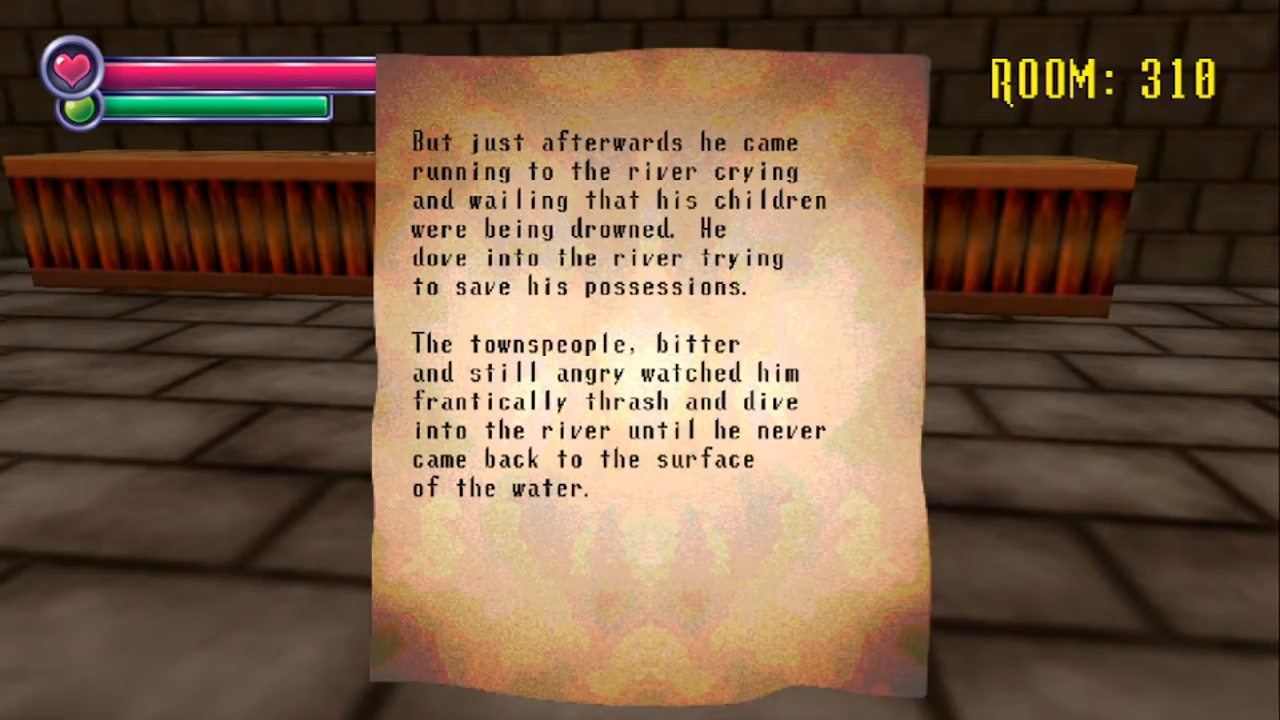 ROOM: 310
But just afterwards he came
running to the river crying
and wailing that his children
were being drowned. He
dove into the river trying
to save his possessions.
The townspeople, bitter
and still angry watched him
frantically thrash and dive
into the river until he never
came back to the surface
of the water.